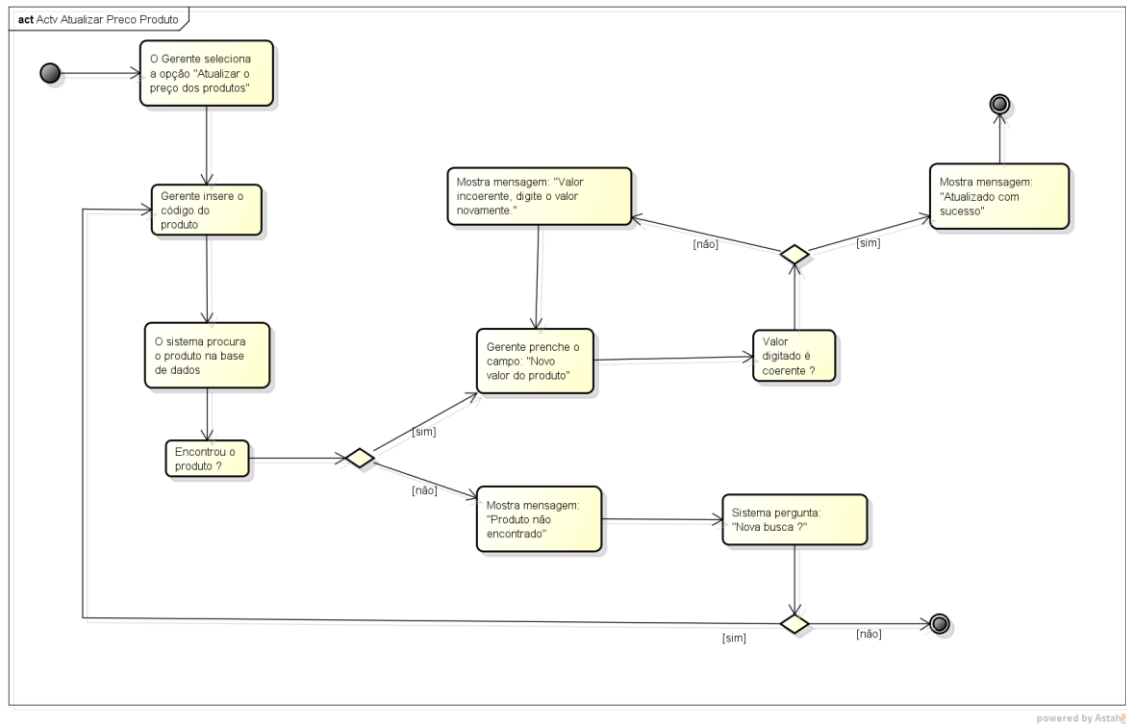 act Actv Atualizar Preco Produto
O Gerente seleciona
a opção "Atualizar o
preço dos produtos"
Gerente insere o
código do
produto
O sistema procura
o produto na base
de dados
Encontrou o
produto ?
[sim]
[não]
Gerente prenche o
campo: "Novo
valor do produto"
Valor
digitado é
coerente ?
[não]
[sim]
Mostra mensagem: "Valor
incoerente, digite o valor
novamente."
Mostra mensagem:
"Atualizado com
sucesso"
Mostra mensagem:
"Produto não
encontrado"
Sistema pergunta:
"Nova busca ?"
[sim]
[não]
powered by Astah